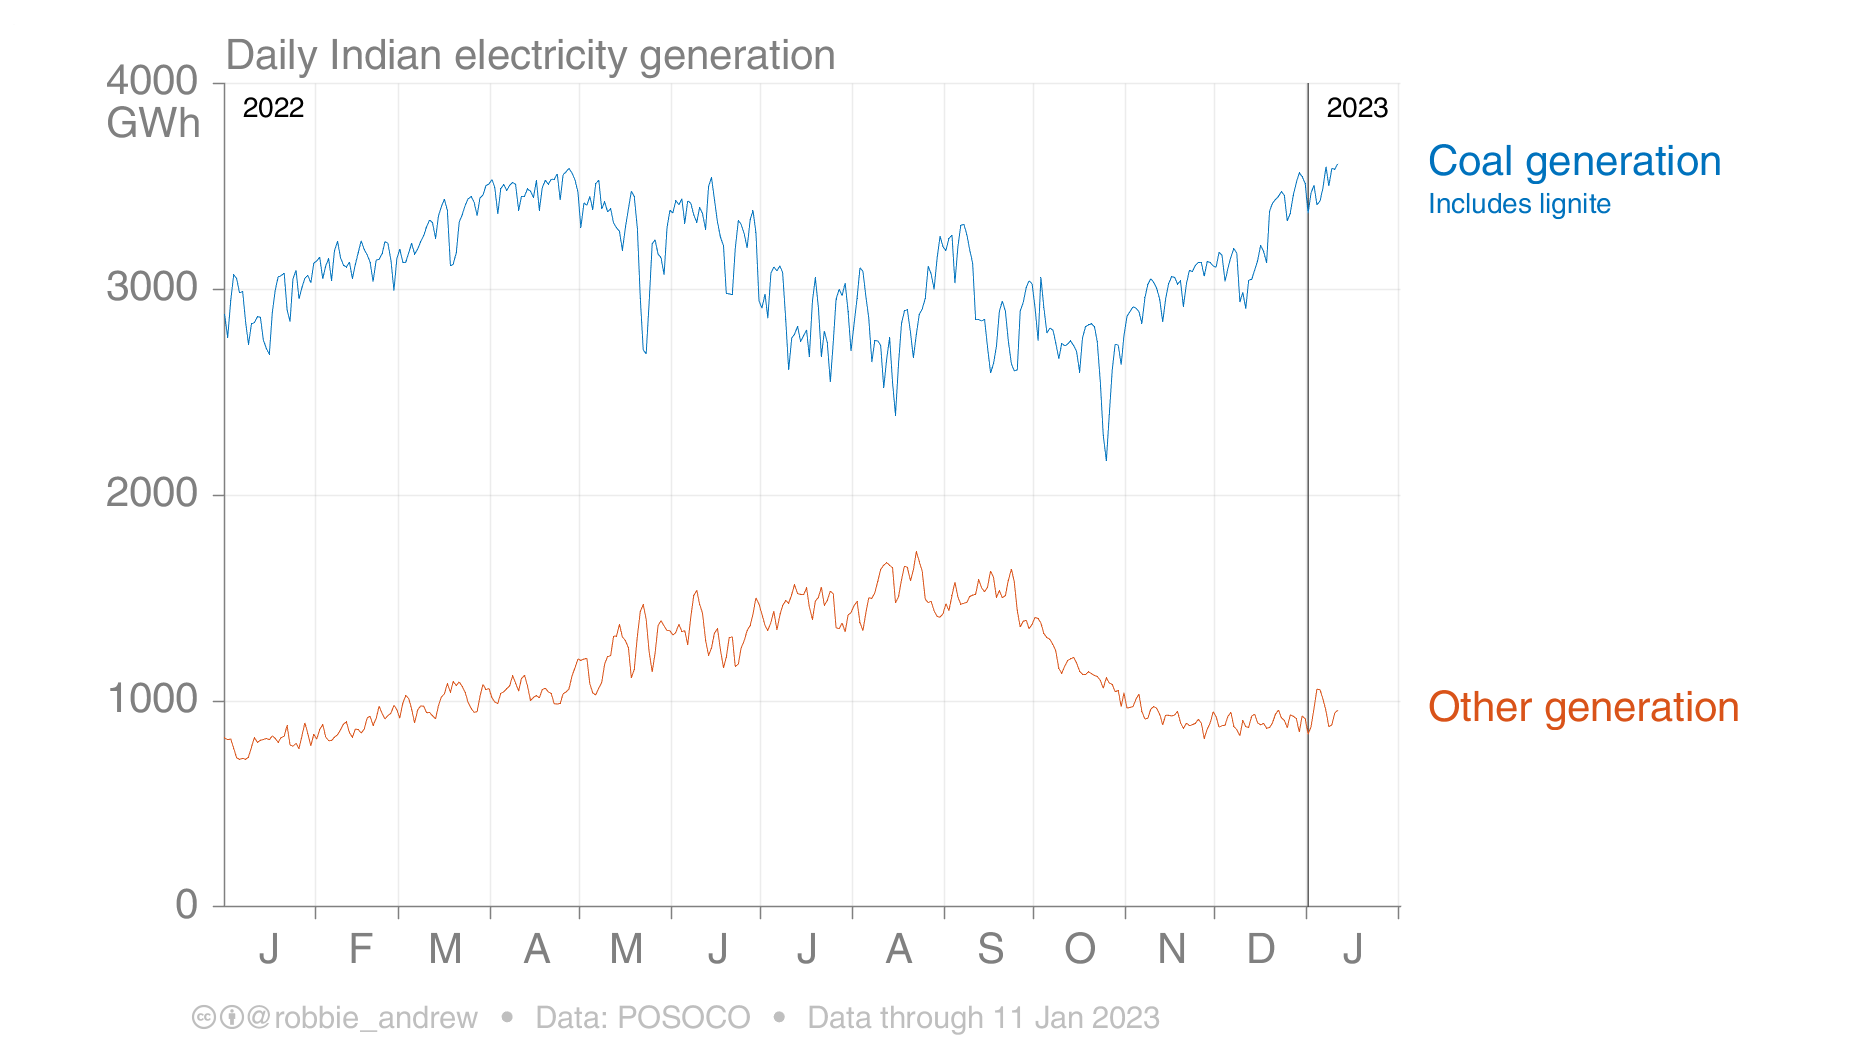 Daily Indian electricity generation
4000
GWh
2022
2023
Coal generation
Includes lignite
3000
2000
1000
Other generation
0
J F M A M J J A S O N D J
cc @robbie_andrew • Data: POSOCO • Data through 11 Jan 2023